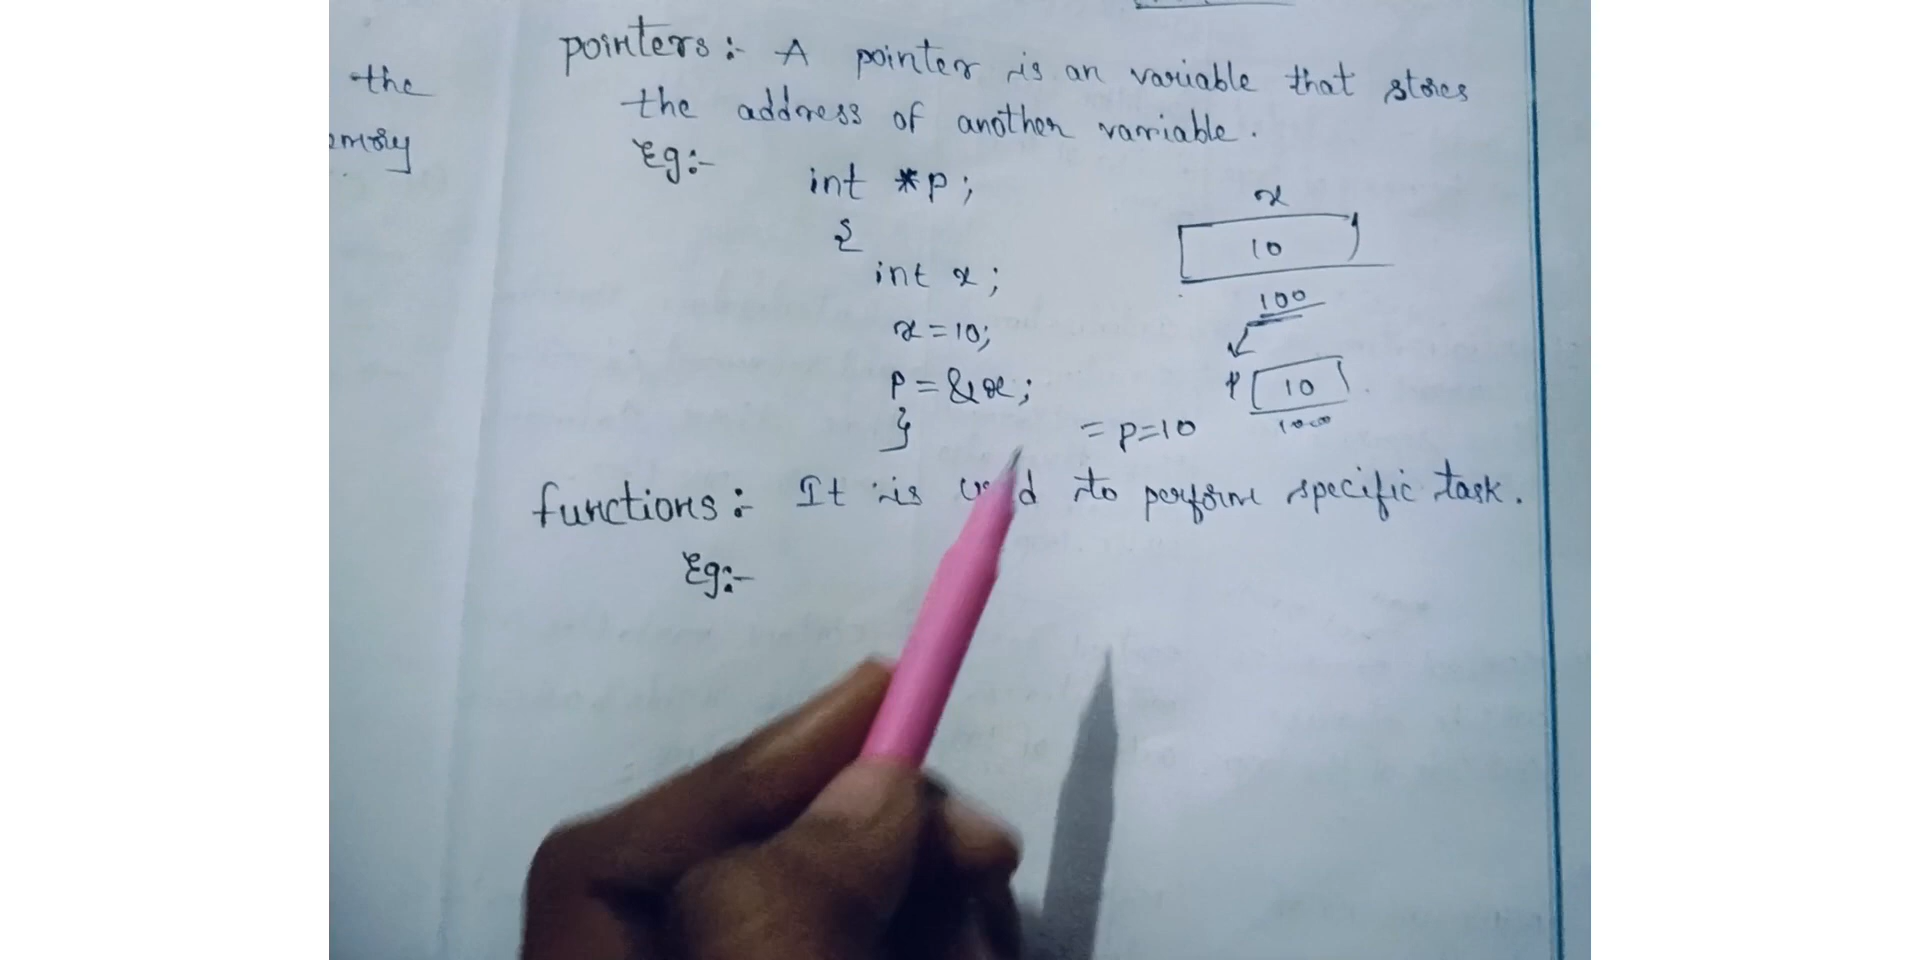 the
pointers:- A pointer is an variable that stores
the address of another variable.
Eg:-
int *p;
{
int x;
x=10;
p=&x;
}
x
10
100
p 10
1000
=p=10
functions:- It is to perform specific task.
Eg:-